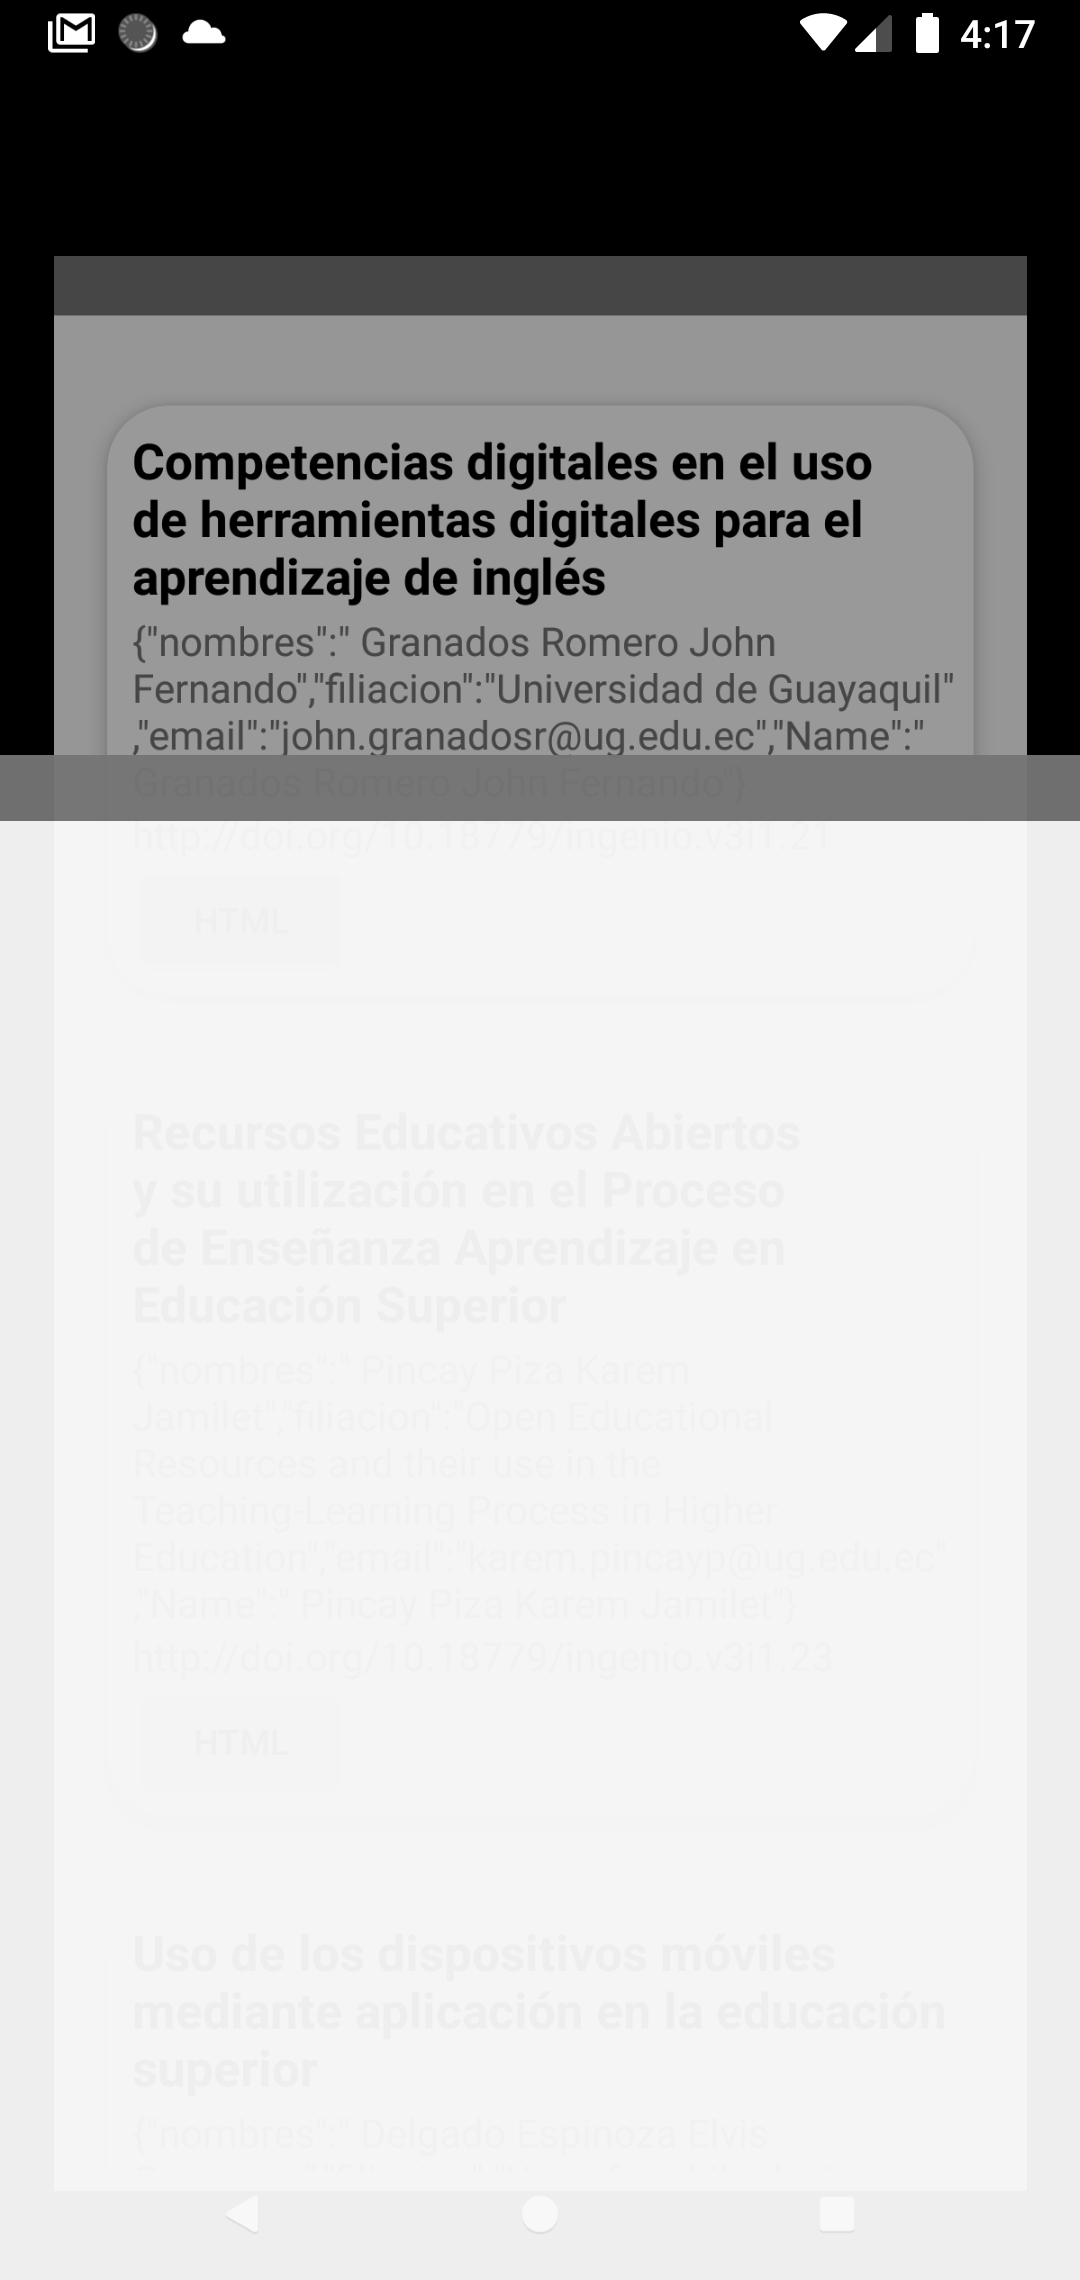 4:17
Competencias digitales en el uso
de herramientas digitales para el
aprendizaje de inglés
{"nombres":" Granados Romero John
Fernando","filiacion":"Universidad de Guayaquil"
,"email":"john.granadosr@ug.edu.ec","Name":"
Granados Romero John Fernando"}
http://doi.org/10.18779/ingenio.v3i1.21
HTML
Recursos Educativos Abiertos
y su utilización en el Proceso
de Enseñanza Aprendizaje en
Educación Superior
{"nombres":" Pincay Piza Karem
Jamilet","filiacion":"Open Educational
Resources and their use in the
Teaching-Learning Process in Higher
Education","email":"karem.pincayp@ug.edu.ec"
,"Name":" Pincay Piza Karem Jamilet"}
http://doi.org/10.18779/ingenio.v3i1.23
HTML
Uso de los dispositivos móviles
mediante aplicación en la educación
superior
{"nombres":" Delgado Espinoza Elvis